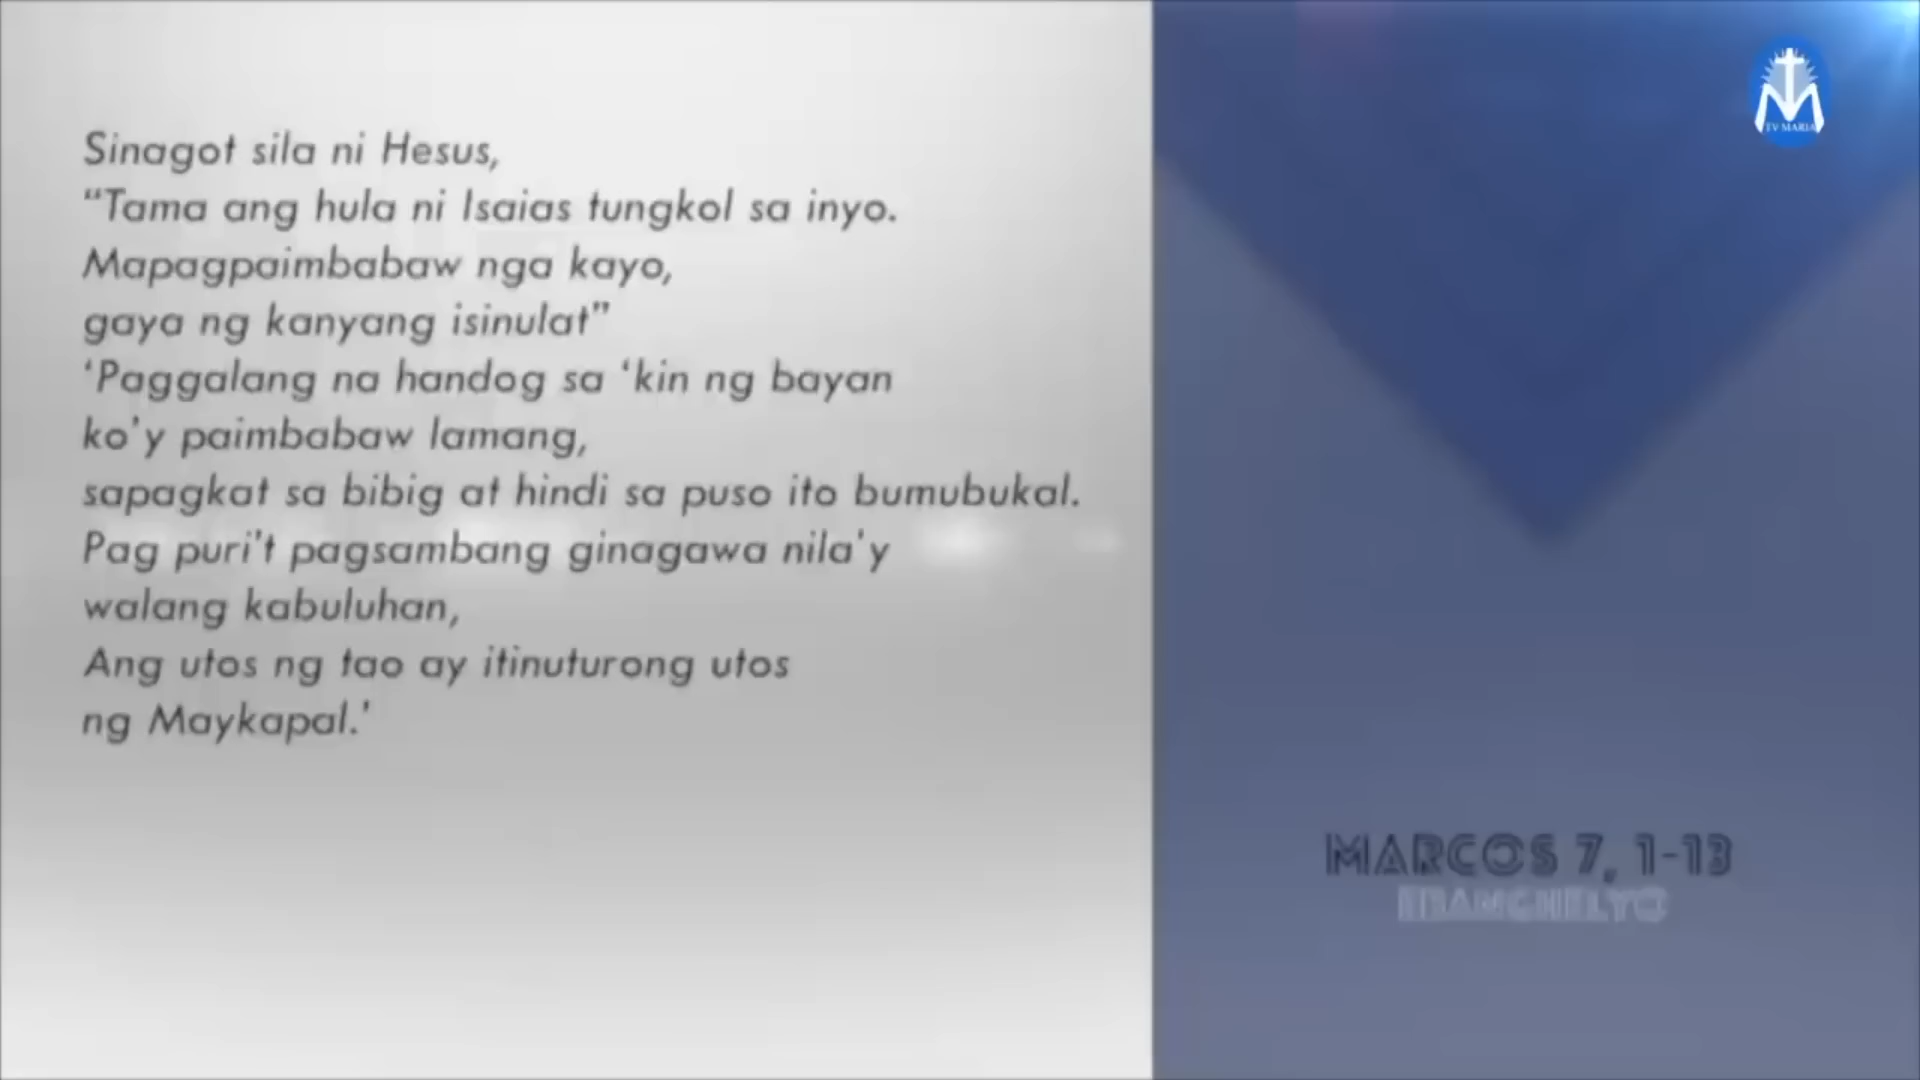 Sinagot sila ni Hesus,
“Tama ang hula ni Isaias tungkol sa inyo.
Mapagpaimbabaw nga kayo,
gaya ng kanyang isinulat”
‘Paggalang na handog sa ‘kin ng bayan
ko’y paimbabaw lamang,
sapagkat sa bibig at hindi sa puso ito bumubukal.
Pag puri’t pagsambang ginagawa nila’y
walang kabuluhan,
Ang utos ng tao ay itinuturong utos
ng Maykapal.’
TV MARIA
MARCOS 7, 1-13
EBANGHELYO